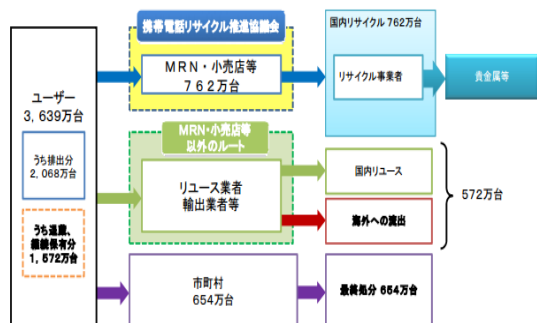 携帯電話リサイクル推進協議会
MRN・小売店等
762万台
国内リサイクル 762万台
リサイクル事業者
貴金属等
ユーザー
3,639万台
うち排出分
2,068万台
うち退蔵、
継続保有分
1,572万台
MRN・小売店等
以外のルート
リユース業者
輸出業者等
国内リユース
海外への流出
572万台
市町村
654万台
最終処分 654万台